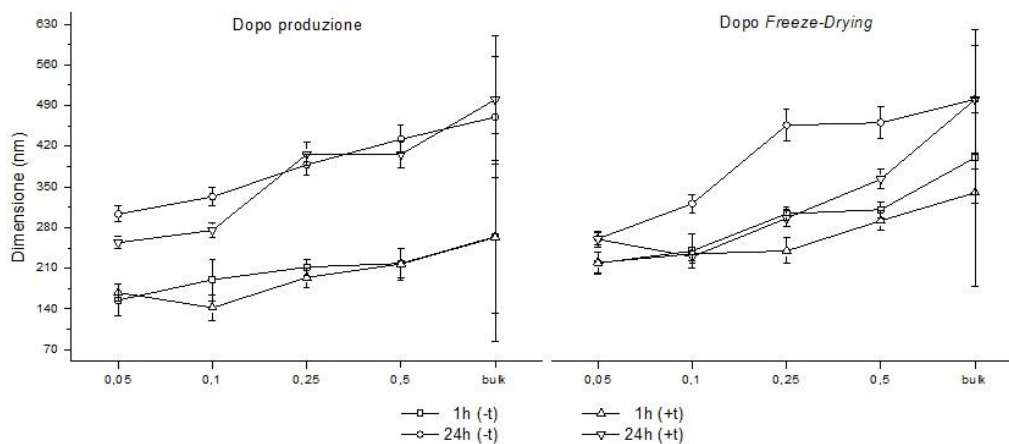 Dopo produzione
Dopo Freeze-Drying
Dimensione (nm)
630
560
490
420
350
280
210
140
70
0,05 0,1 0,25 0,5 bulk
0,05 0,1 0,25 0,5 bulk
1h (-t) 1h (+t)
24h (-t) 24h (+t)